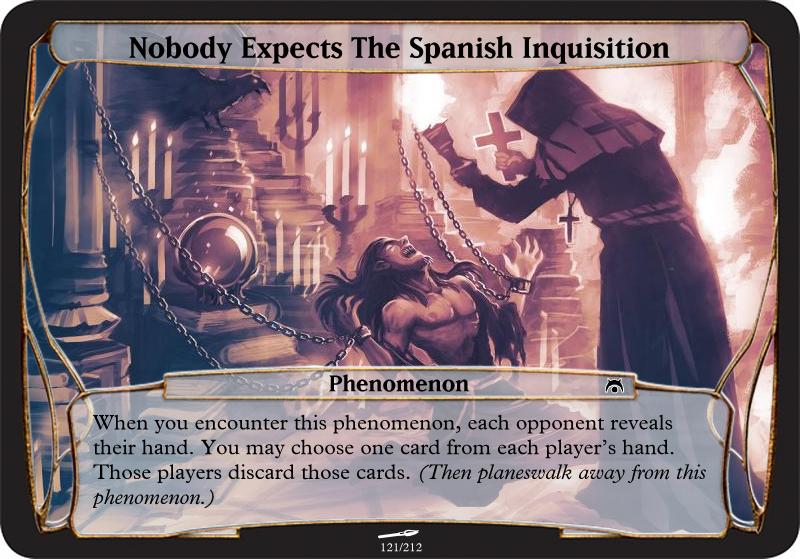 Nobody Expects The Spanish Inquisition
Phenomenon
When you encounter this phenomenon, each opponent reveals
their hand. You may choose one card from each player's hand.
Those players discard those cards. (Then planeswalk away from this
phenomenon.)
121/212